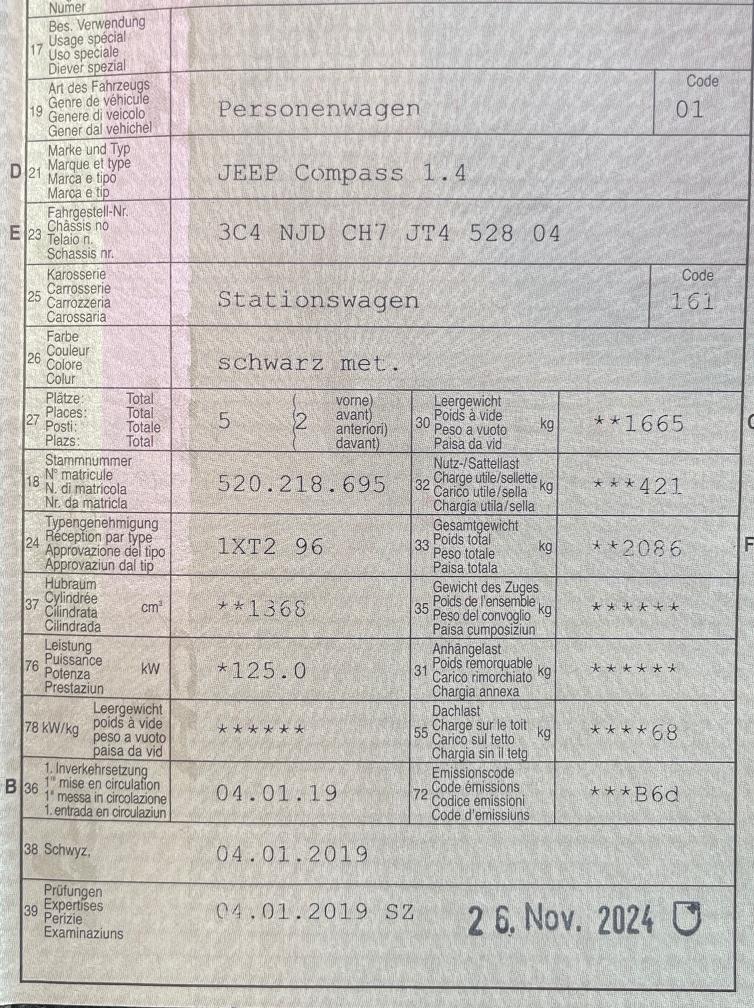 Numer
17 Bes. Verwendung
Usage spécial
Uso speciale
Diever spezial
19 Art des Fahrzeugs
Genre de véhicule
Genere di veicolo
Gener dal vehichel
Personenwagen
Code
01
D 21 Marke und Typ
Marque et type
Marca e tipo
Marca e tip
JEEP Compass 1.4
E 23 Fahrgestell-Nr.
Châssis no
Telaio n.
Schassis nr.
3C4 NJD CH7 JT4 528 04
25 Karosserie
Carrosserie
Carrozzeria
Carossaria
Stationswagen
Code
161
26 Farbe
Couleur
Colore
Colur
schwarz met.
27 Plätze: Total
Places: Total
Posti: Totale
Plazs: Total
5 (2 vorne)
avant)
anteriori)
davant)
30 Leergewicht
Poids à vide
Peso a vuoto
Paisa da vid
kg
**1665
18 Stammnummer
N° matricule
N. di matricola
Nr. da matricla
520.218.695
32 Nutz-/Sattellast
Charge utile/sellette
Carico utile/sella
Chargia utila/sella
kg
***421
24 Typengenehmigung
Réception par type
Approvazione del tipo
Approvaziun dal tip
1XT2 96
33 Gesamtgewicht
Poids total
Peso totale
Paisa totala
kg
**2086
F
37 Hubraum
Cylindrée
Cilindrata
Cilindrada
cm³
**1368
35 Gewicht des Zuges
Poids de l'ensemble
Peso del convoglio
Paisa cumposiziun
kg
******
76 Leistung
Puissance
Potenza
Prestaziun
kW
*125.0
31 Anhängelast
Poids remorquable
Carico rimorchiato
Chargia annexa
kg
******
78 kW/kg
Leergewicht
poids à vide
peso a vuoto
paisa da vid
******
55 Dachlast
Charge sur le toit
Carico sul tetto
Chargia sin il tetg
kg
****68
B 36 1. Inverkehrsetzung
1re mise en circulation
1a messa in circolazione
1. entrada en circulaziun
04.01.19
72 Emissionscode
Code émissions
Codice emissioni
Code d'emissiuns
***B6d
38 Schwyz,
04.01.2019
39 Prüfungen
Expertises
Perizie
Examinaziuns
04.01.2019 SZ
26. Nov. 2024